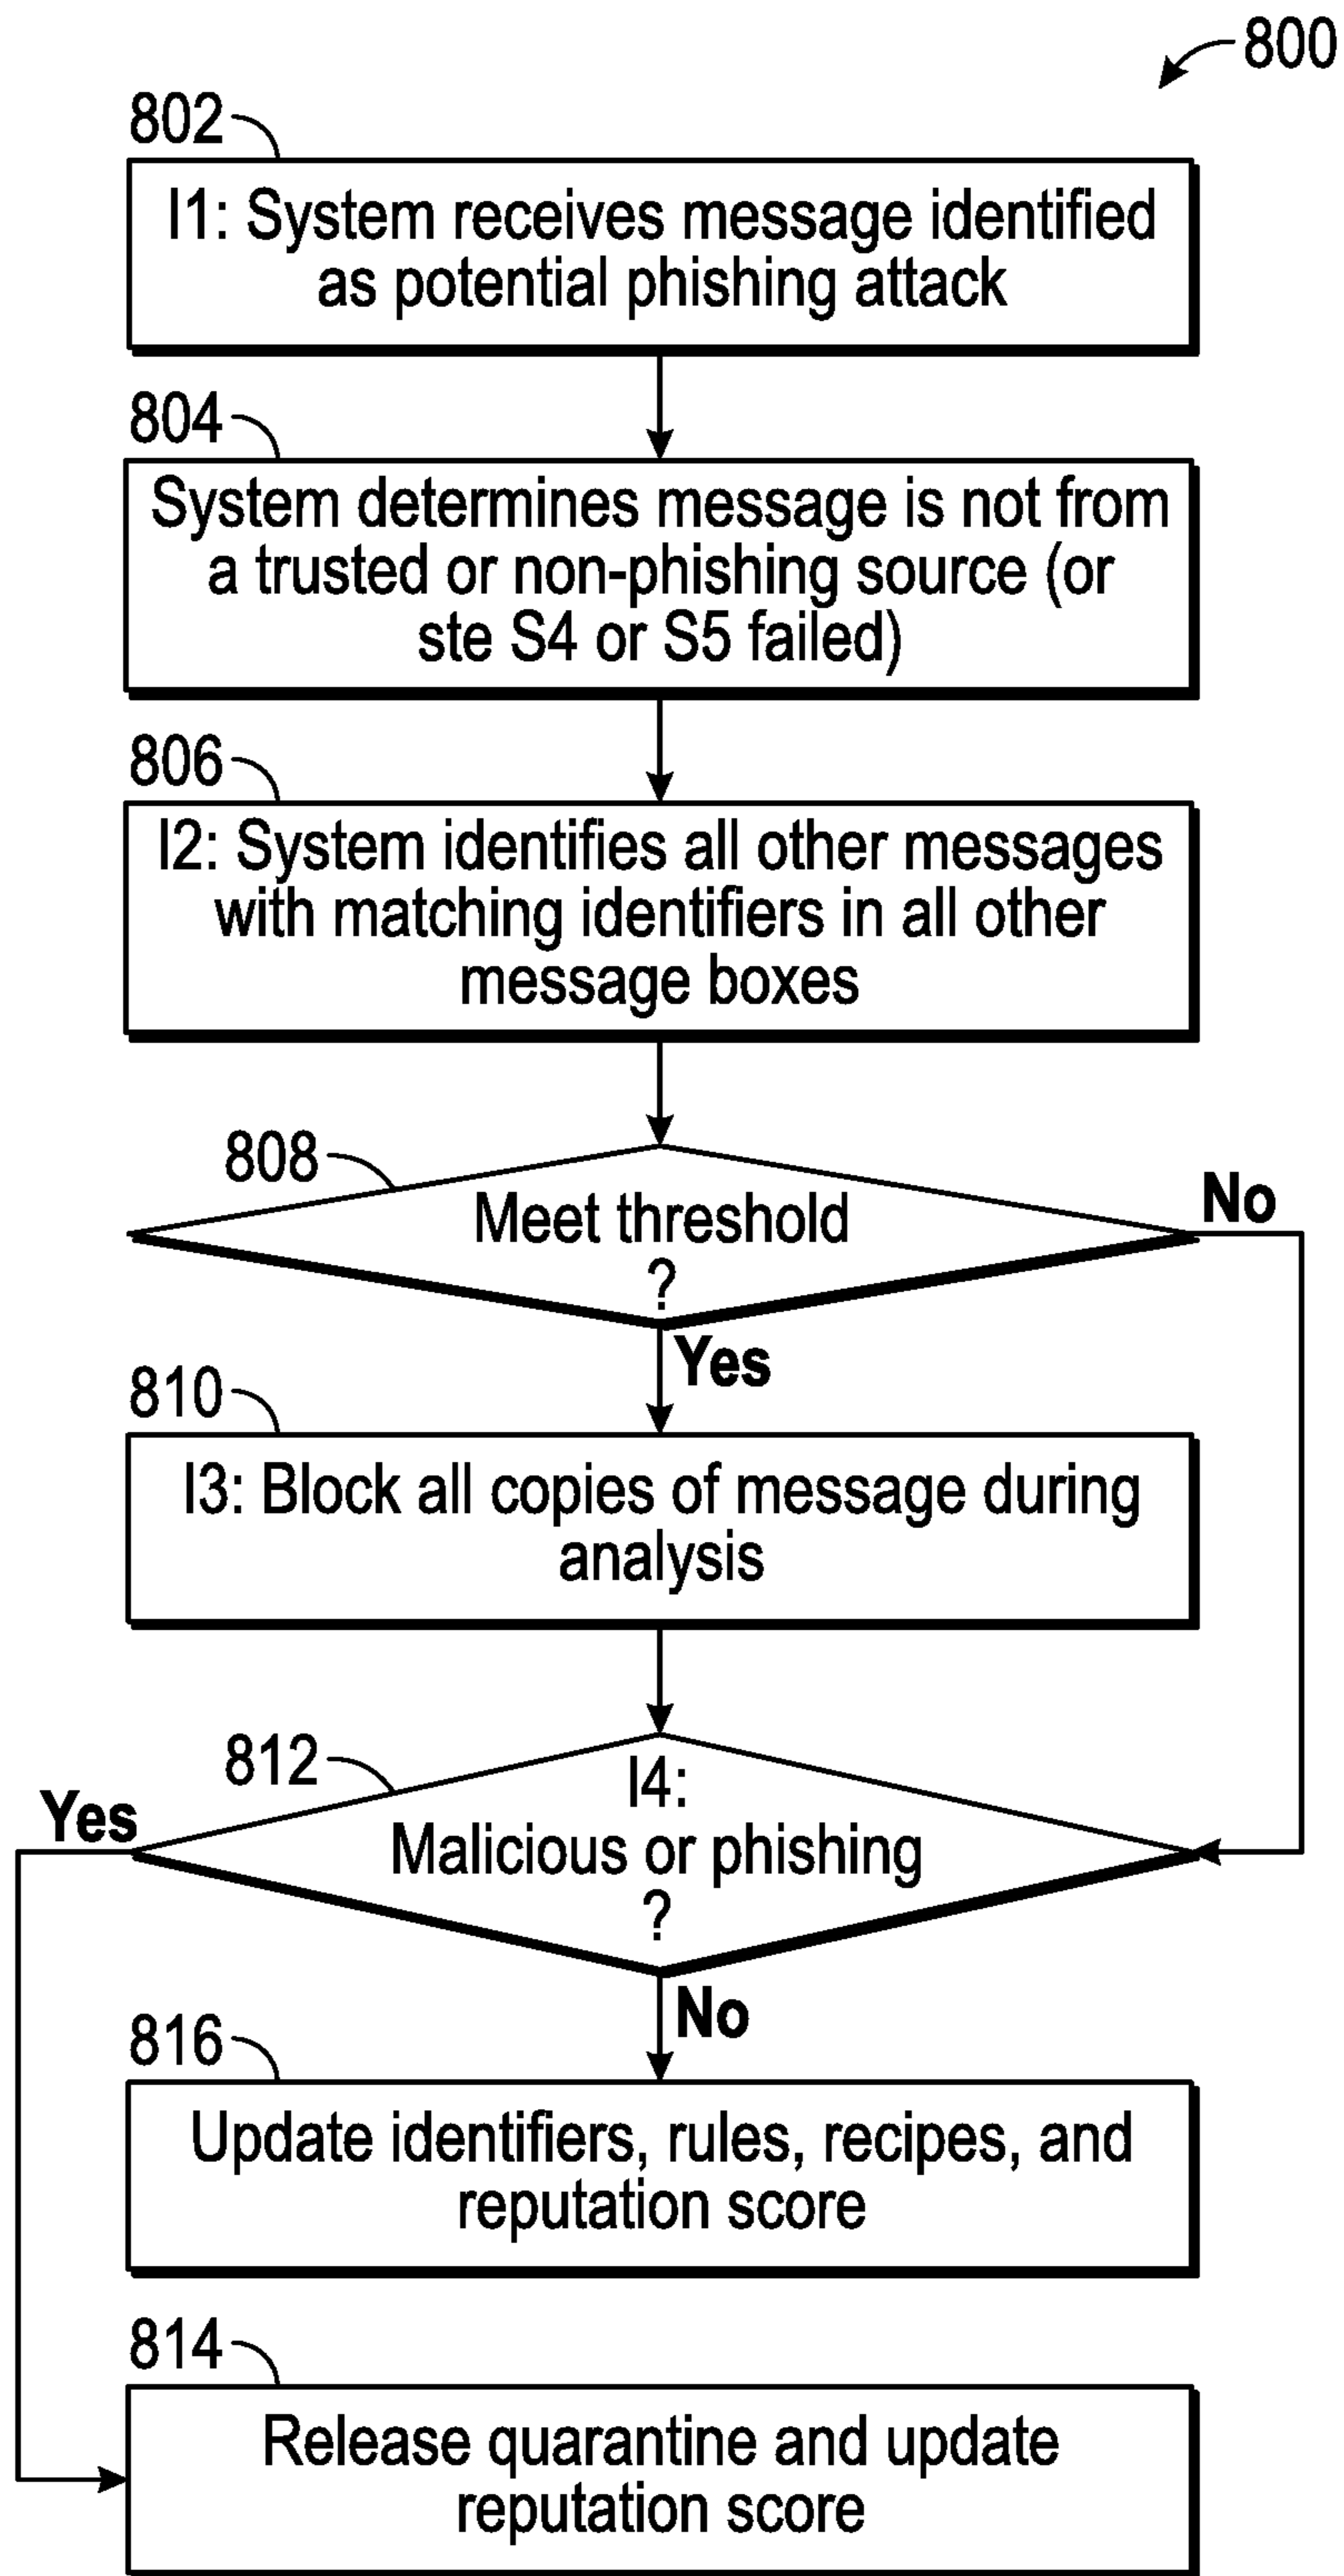 800
802
I1: System receives message identified
as potential phishing attack
804
System determines message is not from
a trusted or non-phishing source (or
ste S4 or S5 failed)
806
I2: System identifies all other messages
with matching identifiers in all other
message boxes
808
Meet threshold
?
No
Yes
810
I3: Block all copies of message during
analysis
812
I4:
Malicious or phishing
?
Yes
No
816
Update identifiers, rules, recipes, and
reputation score
814
Release quarantine and update
reputation score